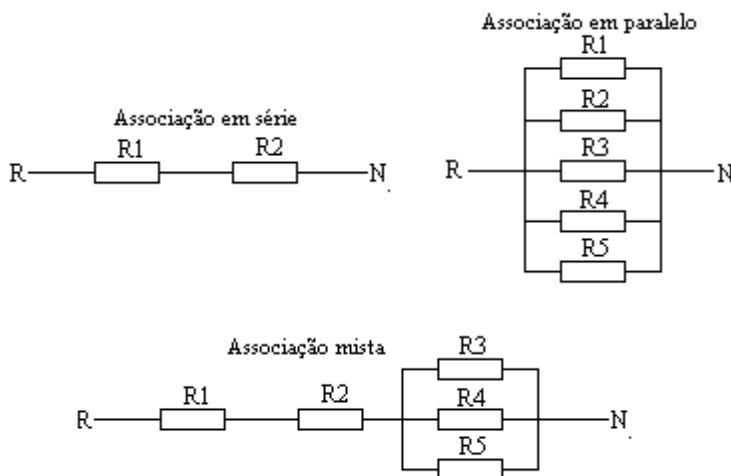 Associação em série
R1 R2
R N
Associação em paralelo
R1
R2
R3
R N
R4
R5
Associação mista
R3
R1 R2 R4
R N
R5